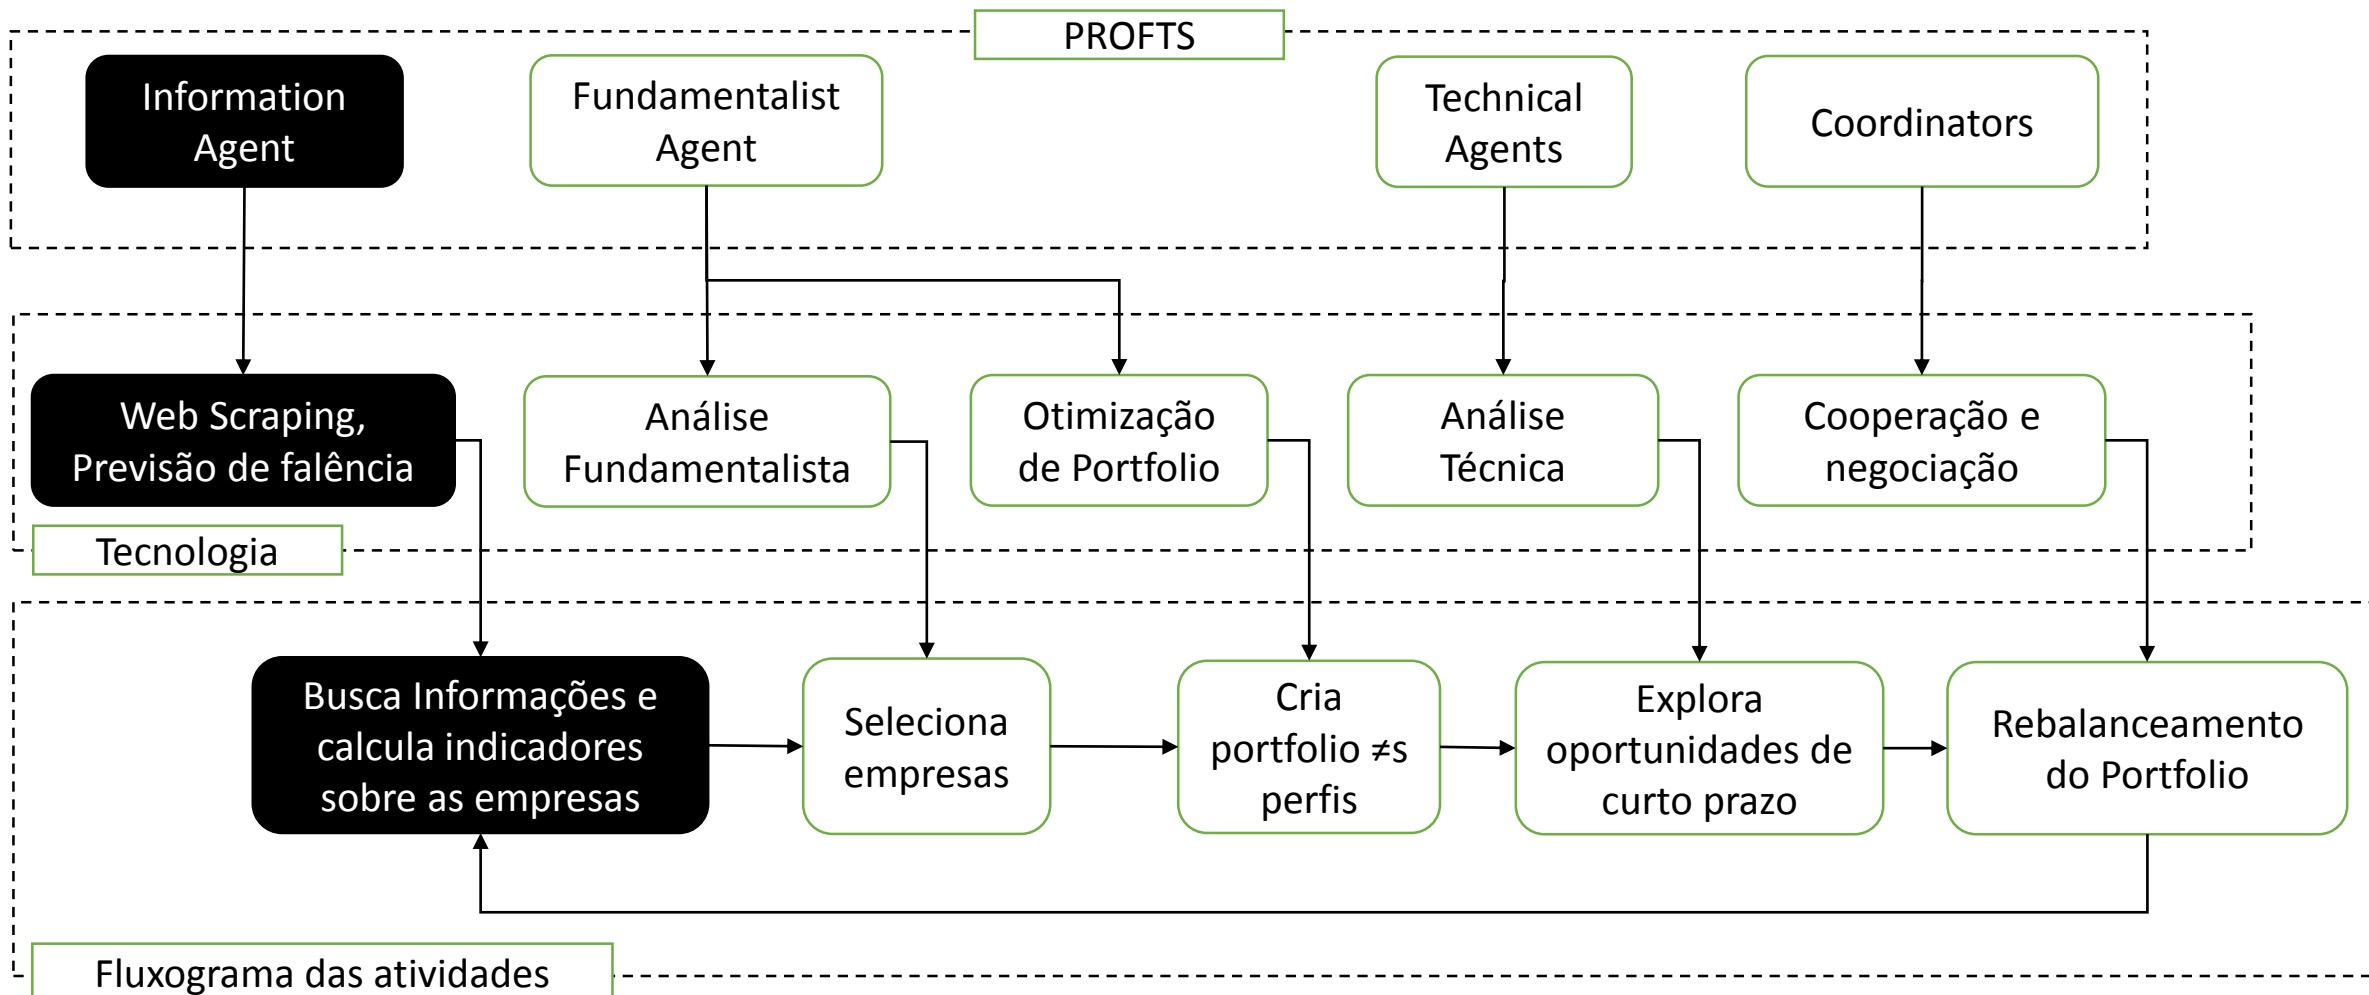 PROFTS
Information
Agent
Fundamentalist
Agent
Technical
Agents
Coordinators
Web Scraping,
Previsão de falência
Análise
Fundamentalista
Otimização
de Portfolio
Análise
Técnica
Cooperação e
negociação
Tecnologia
Busca Informações e
calcula indicadores
sobre as empresas
Seleciona
empresas
Cria
portfolio ≠s
perfis
Explora
oportunidades de
curto prazo
Rebalanceamento
do Portfolio
Fluxograma das atividades